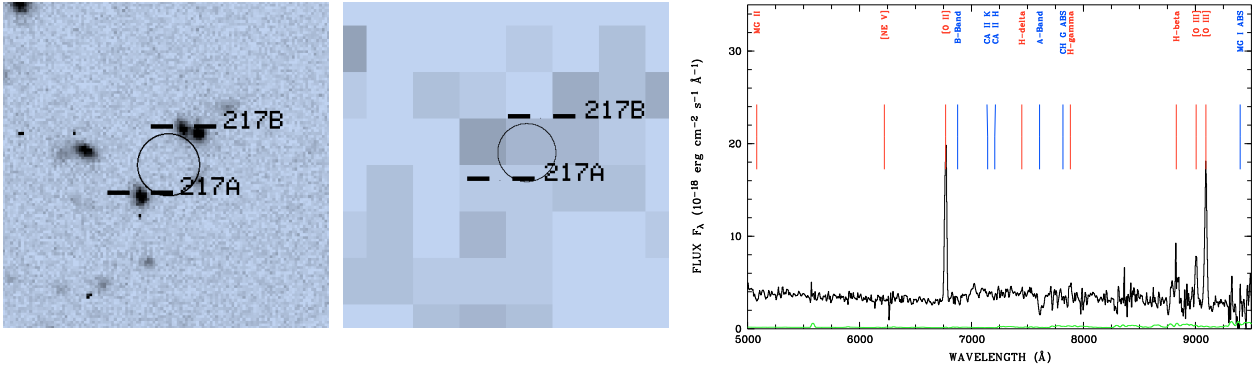 217B
217A
217B
217A
MG II
[NE V]
[O II]
B-Band
CA II K
CA II H
H-delta
A-Band
CH G ABS
H-gamma
H-beta
[O III]
[O III]
MG I ABS
FLUX Fλ (10⁻¹⁸ erg cm⁻² s⁻¹ Å⁻¹)
30
20
10
0
5000 6000 7000 8000 9000
WAVELENGTH (Å)